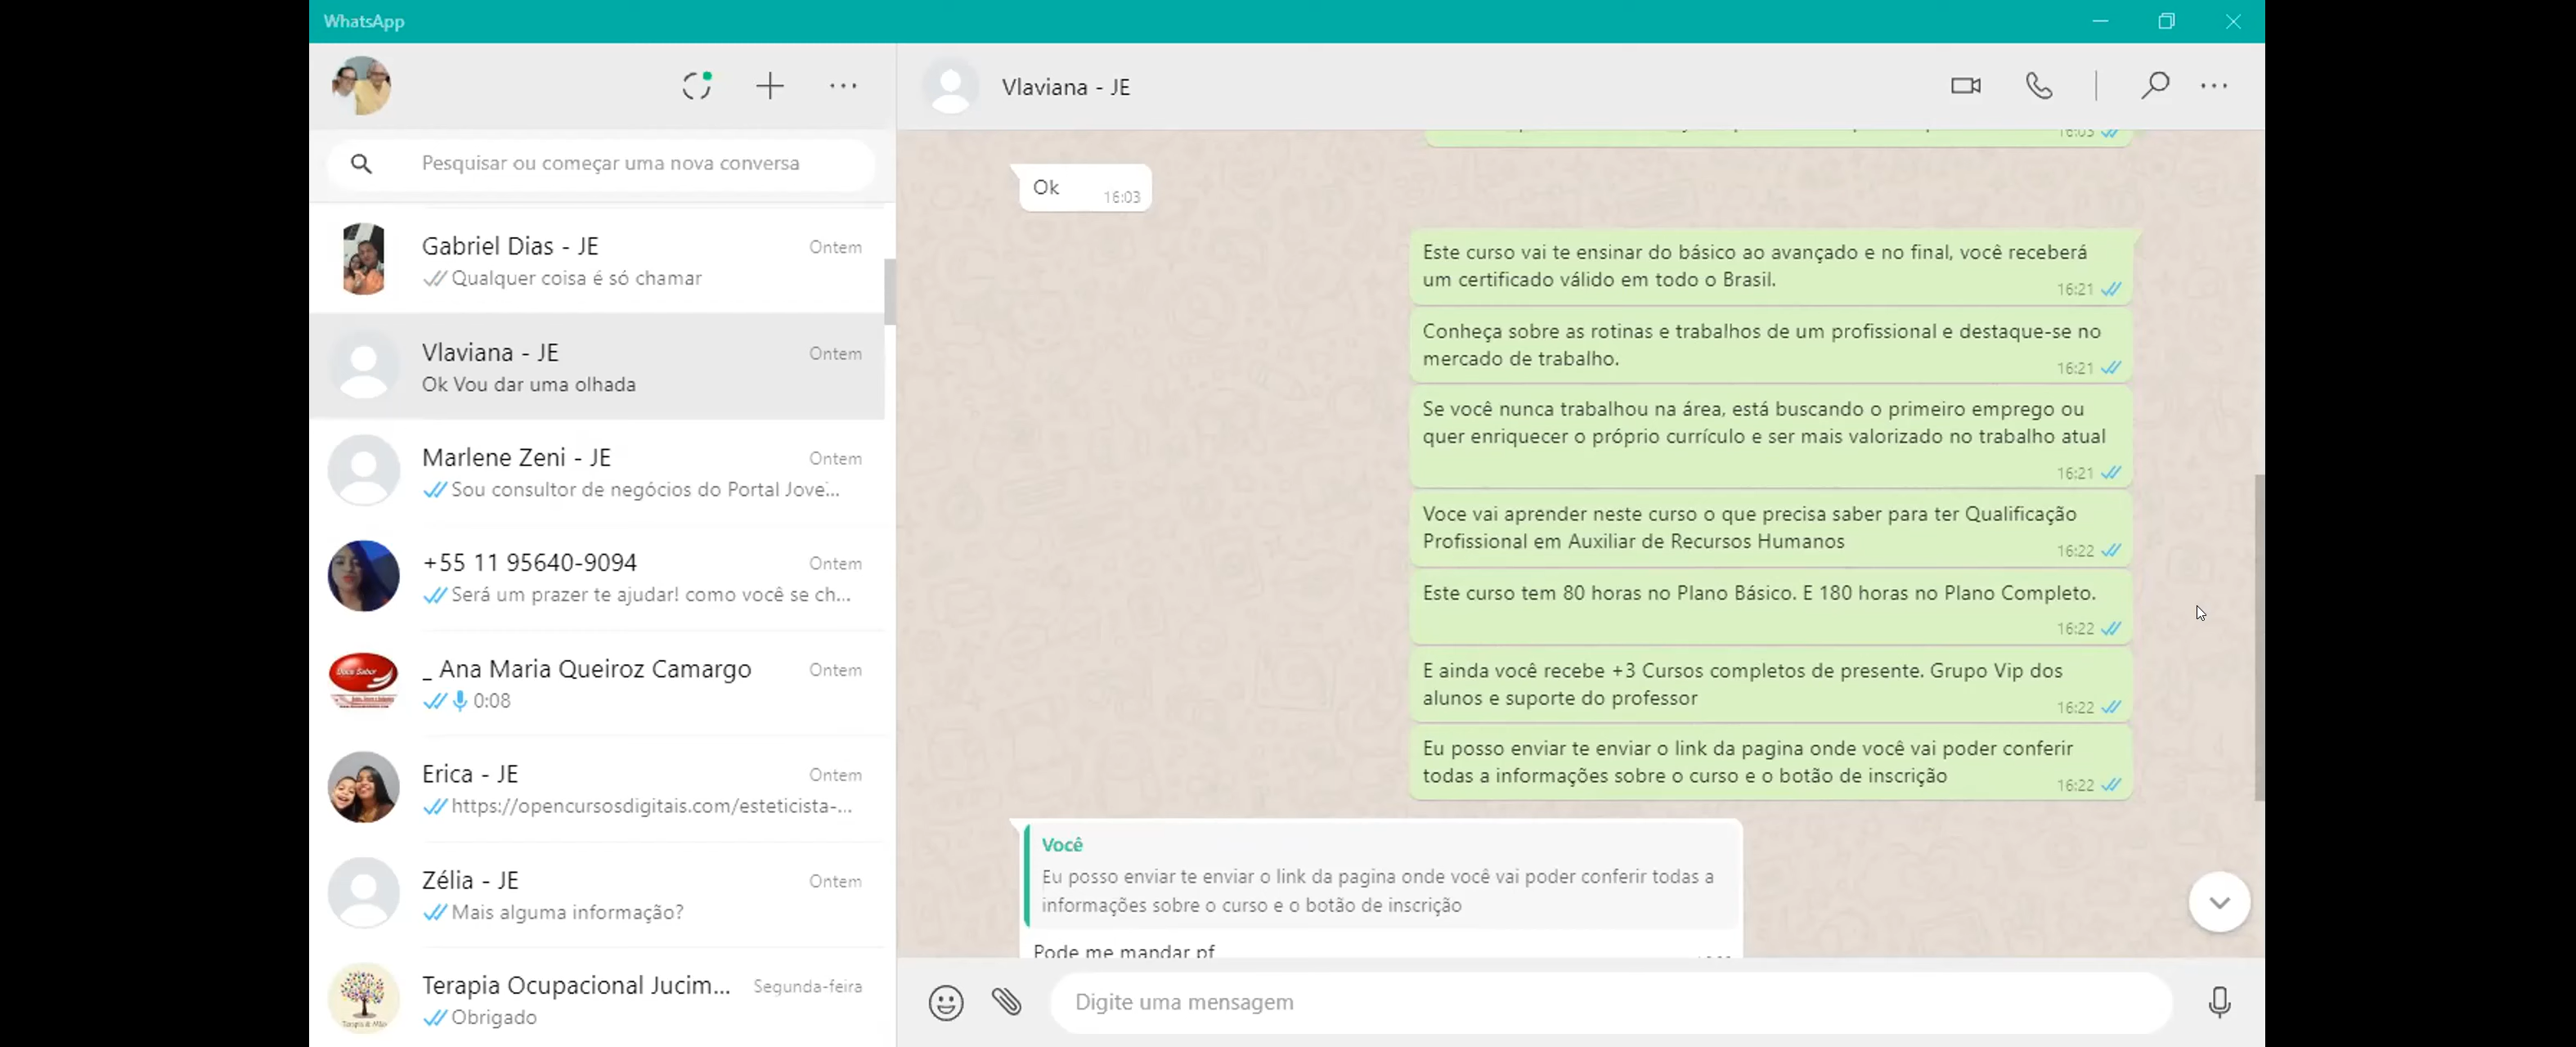 WhatsApp
Pesquisar ou começar uma nova conversa
Gabriel Dias - JE
Ontem
Qualquer coisa é só chamar
Vlaviana - JE
Ontem
Ok Vou dar uma olhada
Marlene Zeni - JE
Ontem
Sou consultor de negócios do Portal Jove...
+55 11 95640-9094
Ontem
Será um prazer te ajudar! como você se ch...
_ Ana Maria Queiroz Camargo
Ontem
0:08
Erica - JE
Ontem
https://opencursosdigitais.com/esteticista-...
Zélia - JE
Ontem
Mais alguma informação?
Terapia Ocupacional Jucim...
Segunda-feira
Obrigado
Vlaviana - JE
16:03
Ok
16:03
Este curso vai te ensinar do básico ao avançado e no final, você receberá
um certificado válido em todo o Brasil.
16:21
Conheça sobre as rotinas e trabalhos de um profissional e destaque-se no
mercado de trabalho.
16:21
Se você nunca trabalhou na área, está buscando o primeiro emprego ou
quer enriquecer o próprio currículo e ser mais valorizado no trabalho atual
16:21
Voce vai aprender neste curso o que precisa saber para ter Qualificação
Profissional em Auxiliar de Recursos Humanos
16:22
Este curso tem 80 horas no Plano Básico. E 180 horas no Plano Completo.
16:22
E ainda você recebe +3 Cursos completos de presente. Grupo Vip dos
alunos e suporte do professor
16:22
Eu posso enviar te enviar o link da pagina onde você vai poder conferir
todas a informações sobre o curso e o botão de inscrição
16:22
Você
Eu posso enviar te enviar o link da pagina onde você vai poder conferir todas a
informações sobre o curso e o botão de inscrição
Pode me mandar pf
Digite uma mensagem